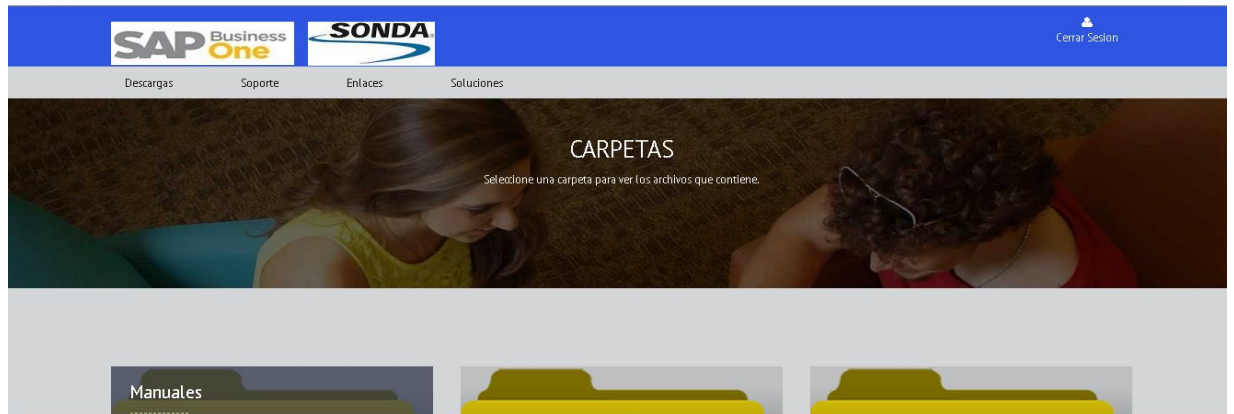 SAP Business One
SONDA
Cerrar Sesion
Descargas Soporte Enlaces Soluciones
CARPETAS
Seleccione una carpeta para ver los archivos que contiene.
Manuales
-------------